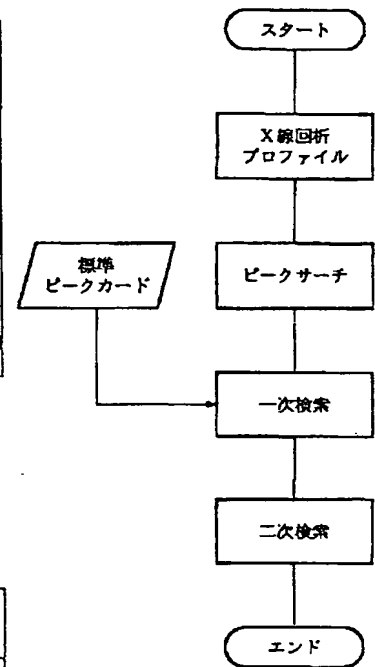 スタート
X線回折
プロファイル
標準
ピークカード
ピークサーチ
一次検索
二次検索
エンド